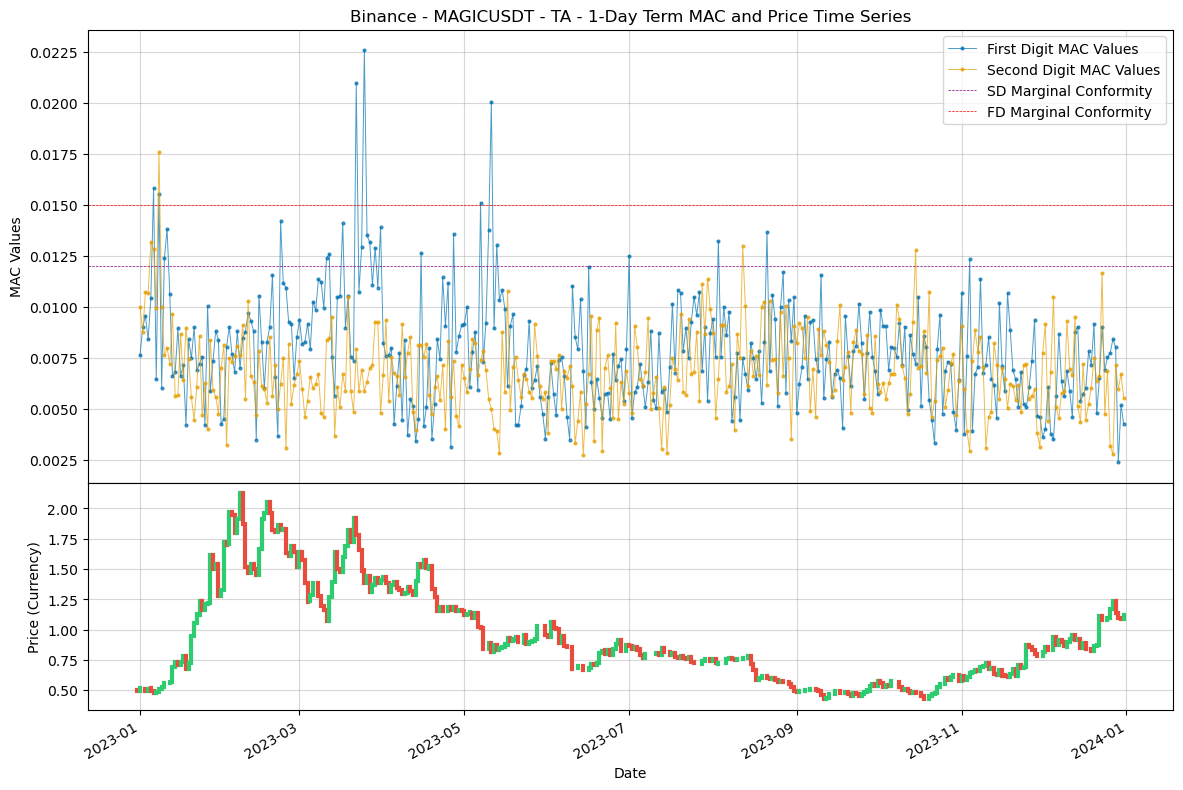 Binance - MAGICUSDT - TA - 1-Day Term MAC and Price Time Series
First Digit MAC Values
Second Digit MAC Values
SD Marginal Conformity
FD Marginal Conformity
MAC Values
0.0225
0.0200
0.0175
0.0150
0.0125
0.0100
0.0075
0.0050
0.0025
Price (Currency)
2.00
1.75
1.50
1.25
1.00
0.75
0.50
2023-01
2023-03
2023-05
2023-07
2023-09
2023-11
2024-01
Date